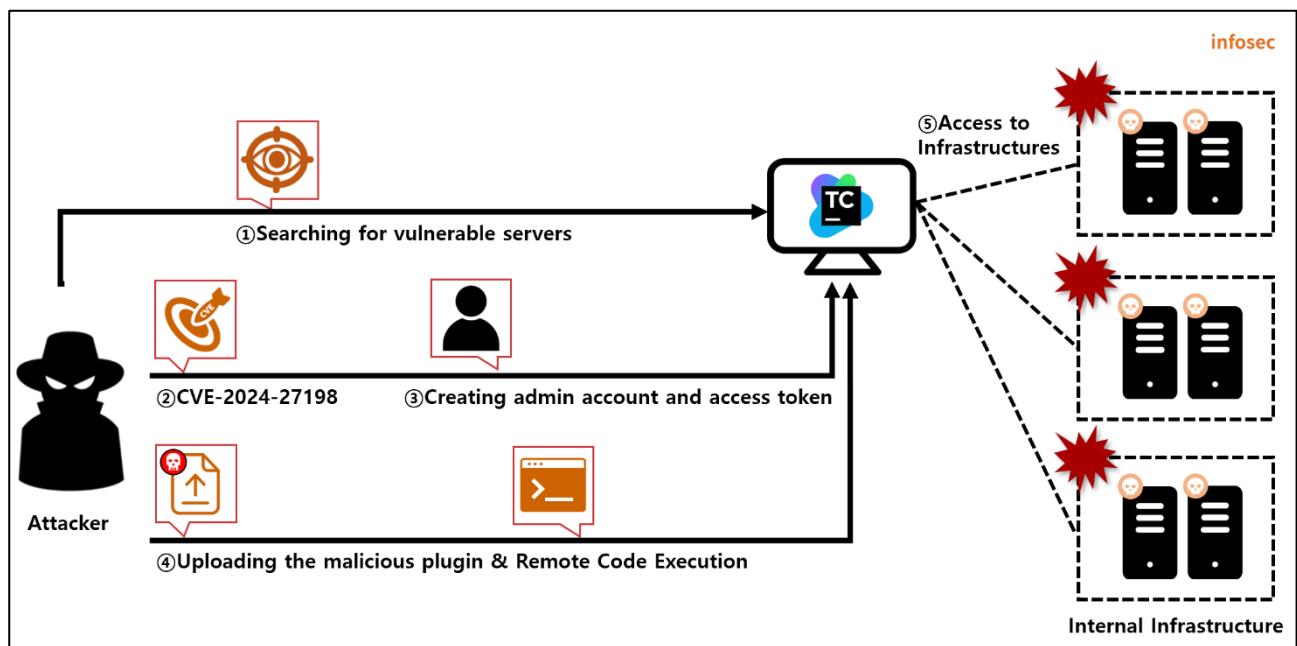 infosec
⑤Access to
Infrastructures
TC
①Searching for vulnerable servers
CVE
②CVE-2024-27198
③Creating admin account and access token
Attacker
④Uploading the malicious plugin & Remote Code Execution
Internal Infrastructure